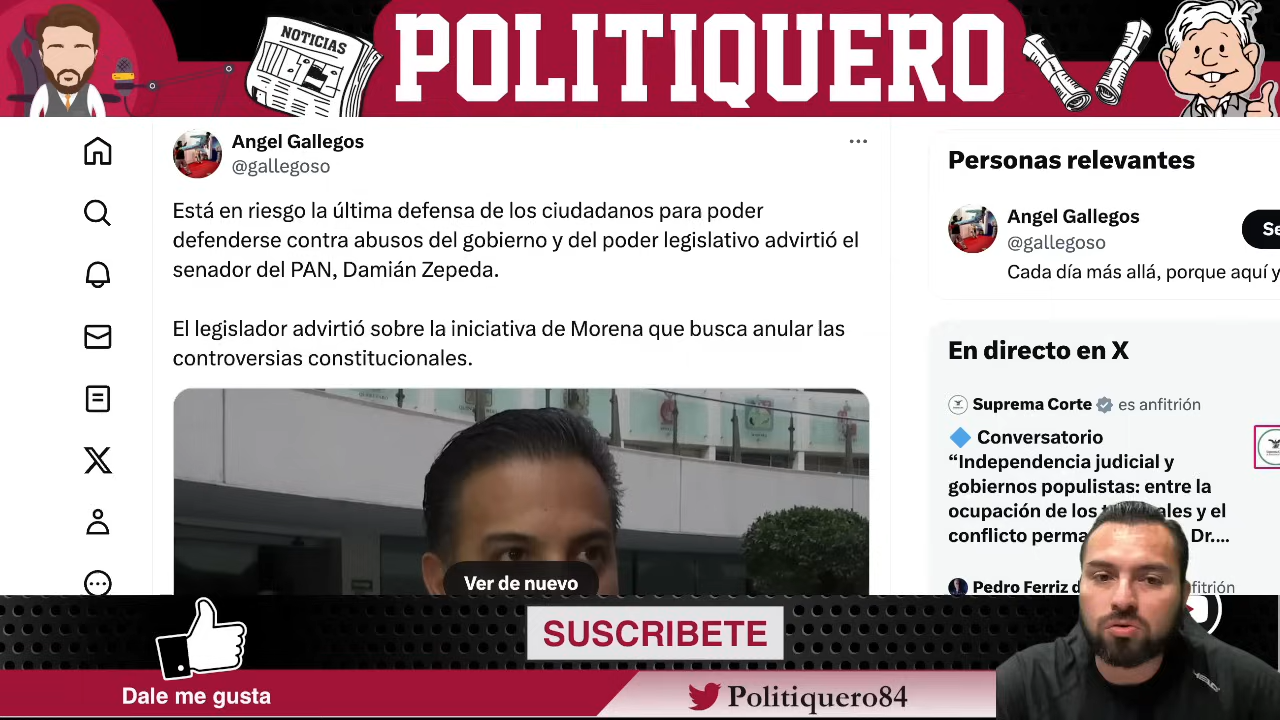 NOTICIAS
POLITIQUERO
Angel Gallegos
@gallegoso
Está en riesgo la última defensa de los ciudadanos para poder
defenderse contra abusos del gobierno y del poder legislativo advirtió el
senador del PAN, Damián Zepeda.
El legislador advirtió sobre la iniciativa de Morena que busca anular las
controversias constitucionales.
Ver de nuevo
Personas relevantes
Angel Gallegos
@gallegoso
Cada día más allá, porque aquí y
En directo en X
Suprema Corte es anfitrión
Conversatorio
“Independencia judicial y
gobiernos populistas: entre la
ocupación de los y el
conflicto Dr....
Pedro Ferriz
SUSCRIBETE
Dale me gusta
Politiquero84